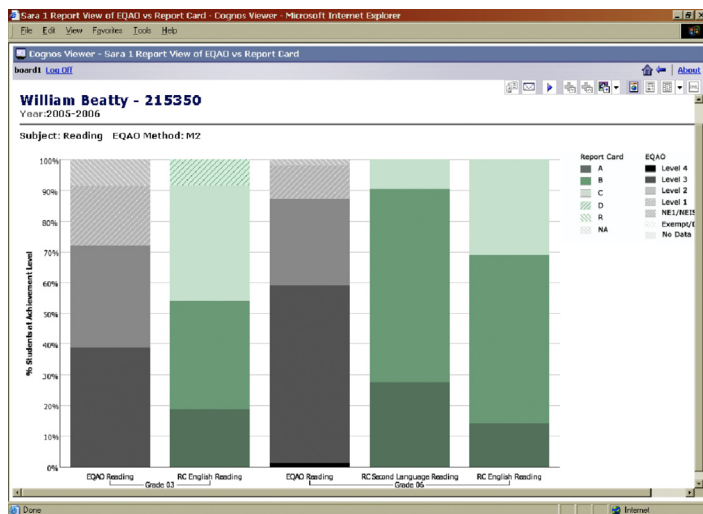 Sara 1 Report View of EQAO vs Report Card - Cognos Viewer - Microsoft Internet Explorer
File Edit View Favorites Tools Help
Cognos Viewer - Sara 1 Report View of EQAO vs Report Card
board1 Log Off About
William Beatty - 215350
Year:2005-2006
Subject: Reading EQAO Method: M2
Report Card
A
B
C
D
R
NA
EQAO
Level 4
Level 3
Level 2
Level 1
NE1/NEIS
Exempt/
No Data
% Students at Achievement Level
100%
90%
80%
70%
60%
50%
40%
30%
20%
10%
0%
EQAO Reading RC English Reading EQAO Reading RC Second Language Reading RC English Reading
Grade 03 Grade 06
Done Internet